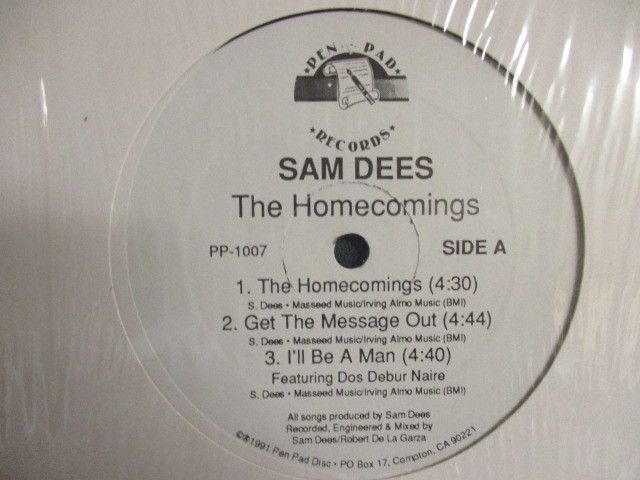 PEN PAD
RECORDS
SAM DEES
The Homecomings
PP-1007 SIDE A
1. The Homecomings (4:30)
S. Dees • Masseed Music/Irving Almo Music (BMI)
2. Get The Message Out (4:44)
S. Dees • Masseed Music/Irving Almo Music (BMI)
3. I'll Be A Man (4:40)
Featuring Dos Debur Naire
S. Dees • Masseed Music/Irving Almo Music (BMI)
All songs produced by Sam Dees
Recorded, Engineered & Mixed by
Sam Dees/Robert De La Garza
©℗1991 Pen Pad Disc • PO Box 17, Compton, CA 90221